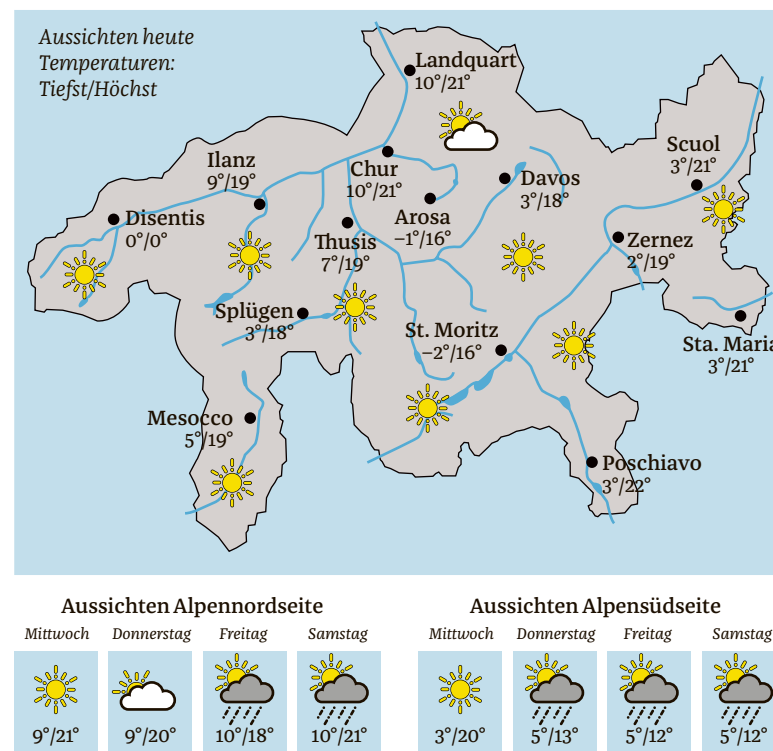 Aussichten heute
Temperaturen:
Tiefst/Höchst
Landquart
10°/21°
Scuol
3°/21°
Ilanz
9°/19°
Chur
10°/21°
Davos
3°/18°
Arosa
–1°/16°
Disentis
0°/0°
Thusis
7°/19°
Zernez
2°/19°
Splügen
3°/18°
St. Moritz
–2°/16°
Sta. Maria
3°/21°
Mesocco
5°/19°
Poschiavo
3°/22°
Aussichten Alpennordseite
Mittwoch Donnerstag Freitag Samstag
9°/21° 9°/20° 10°/18° 10°/21°
Aussichten Alpensüdseite
Mittwoch Donnerstag Freitag Samstag
3°/20° 5°/13° 5°/12° 5°/12°